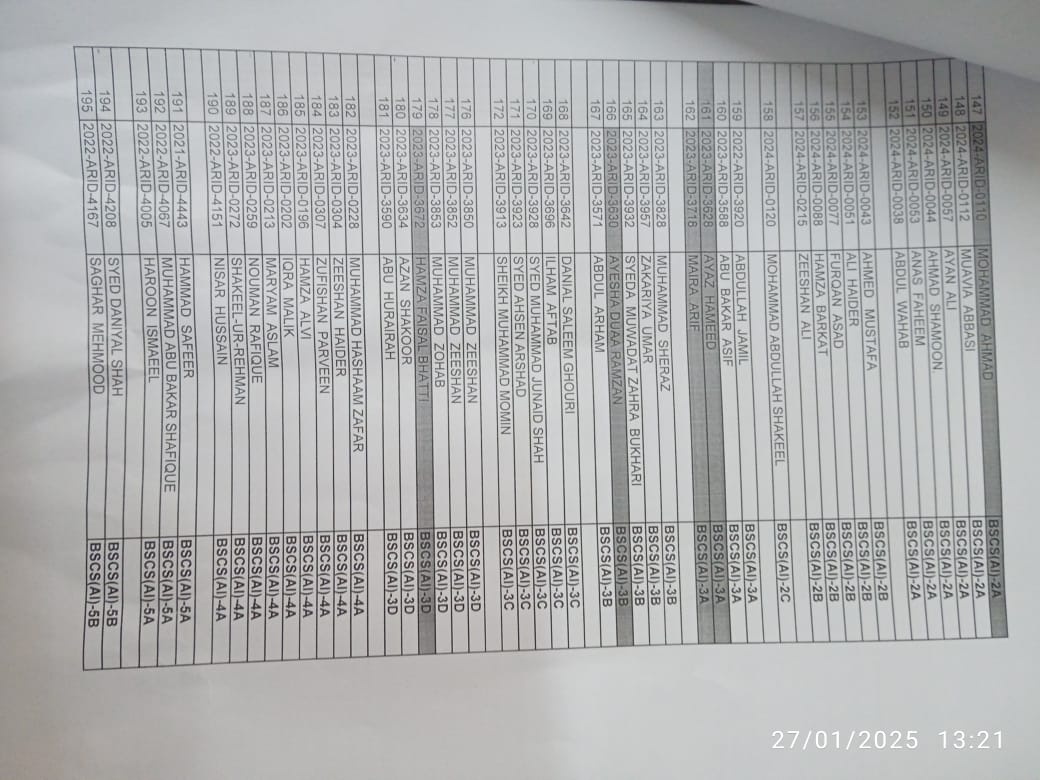 147 2024-ARID-0110 MOHAMMAD AHMAD BSCS(AI)-2A
148 2024-ARID-0112 MUAVIA ABBASI BSCS(AI)-2A
149 2024-ARID-0057 AYAN ALI BSCS(AI)-2A
150 2024-ARID-0044 AHMAD SHAMOON BSCS(AI)-2A
151 2024-ARID-0053 ANAS FAHEEM BSCS(AI)-2A
152 2024-ARID-0038 ABDUL WAHAB BSCS(AI)-2A
153 2024-ARID-0043 AHMED MUSTAFA BSCS(AI)-2B
154 2024-ARID-0051 ALI HAIDER BSCS(AI)-2B
155 2024-ARID-0077 FURQAN ASAD BSCS(AI)-2B
156 2024-ARID-0088 HAMZA BARKAT BSCS(AI)-2B
157 2024-ARID-0215 ZEESHAN ALI BSCS(AI)-2B
158 2024-ARID-0120 MOHAMMAD ABDULLAH SHAKEEL BSCS(AI)-2C
159 2022-ARID-3920 ABDULLAH JAMIL BSCS(AI)-3A
160 2023-ARID-3588 ABU BAKAR ASIF BSCS(AI)-3A
161 2023-ARID-3628 AYAZ HAMEED BSCS(AI)-3A
162 2023-ARID-3718 MAIRA ARIF BSCS(AI)-3A
163 2023-ARID-3828 MUHAMMAD SHERAZ BSCS(AI)-3B
164 2023-ARID-3957 ZAKARIYA UMAR BSCS(AI)-3B
165 2023-ARID-3932 SYEDA MUWADAT ZAHRA BUKHARI BSCS(AI)-3B
166 2023-ARID-3630 AYESHA DUAA RAMZAN BSCS(AI)-3B
167 2023-ARID-3571 ABDUL ARHAM BSCS(AI)-3B
168 2023-ARID-3642 DANIAL SALEEM GHOURI BSCS(AI)-3C
169 2023-ARID-3696 ILHAM AFTAB BSCS(AI)-3C
170 2023-ARID-3928 SYED MUHAMMAD JUNAID SHAH BSCS(AI)-3C
171 2023-ARID-3923 SYED AHSEN ARSHAD BSCS(AI)-3C
172 2023-ARID-3913 SHEIKH MUHAMMAD MOMIN BSCS(AI)-3C
176 2023-ARID-3850 MUHAMMAD ZEESHAN BSCS(AI)-3D
177 2023-ARID-3852 MUHAMMAD ZEESHAN BSCS(AI)-3D
178 2023-ARID-3853 MUHAMMAD ZOHAB BSCS(AI)-3D
179 2023-ARID-3672 HAMZA FAISAL BHATTI BSCS(AI)-3D
180 2023-ARID-3634 AZAN SHAKOOR BSCS(AI)-3D
181 2023-ARID-3590 ABU HURAIRAH BSCS(AI)-3D
182 2023-ARID-0228 MUHAMMAD HASHAAM ZAFAR BSCS(AI)-4A
183 2023-ARID-0304 ZEESHAN HAIDER BSCS(AI)-4A
184 2023-ARID-0307 ZUFISHAN PARVEEN BSCS(AI)-4A
185 2023-ARID-0196 HAMZA ALVI BSCS(AI)-4A
186 2023-ARID-0202 IQRA MALIK BSCS(AI)-4A
187 2023-ARID-0213 MARYAM ASLAM BSCS(AI)-4A
188 2023-ARID-0259 NOUMAN RAFIQUE BSCS(AI)-4A
189 2023-ARID-0272 SHAKEEL-UR-REHMAN BSCS(AI)-4A
190 2022-ARID-4151 NISAR HUSSAIN BSCS(AI)-4A
191 2021-ARID-4443 HAMMAD SAFEER BSCS(AI)-5A
192 2022-ARID-4067 MUHAMMAD ABU BAKAR SHAFIQUE BSCS(AI)-5A
193 2022-ARID-4005 HAROON ISMAEEL BSCS(AI)-5A
194 2022-ARID-4208 SYED DANIYAL SHAH BSCS(AI)-5B
195 2022-ARID-4167 SAGHAR MEHMOOD BSCS(AI)-5B
27/01/2025 13:21